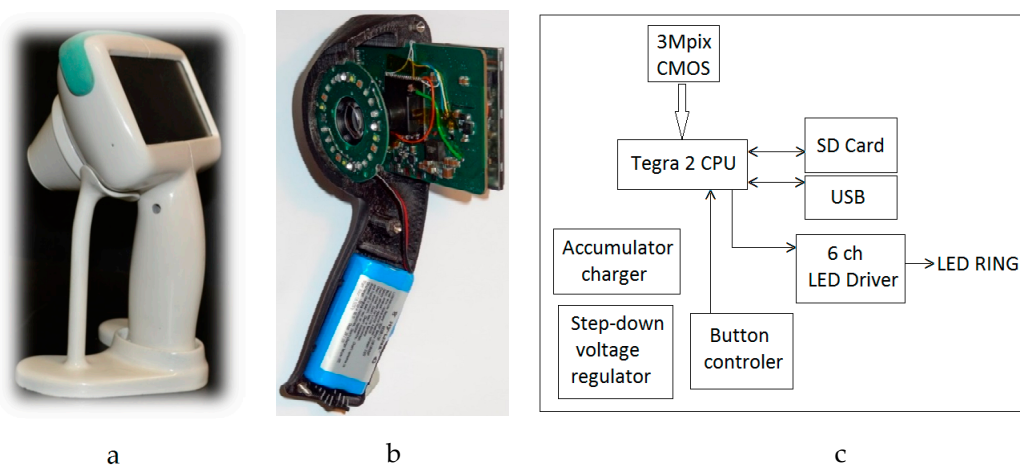 3Mpix
CMOS
Tegra 2 CPU
SD Card
USB
6 ch
LED Driver
LED RING
Accumulator
charger
Step-down
voltage
regulator
Button
controler
a
b
c